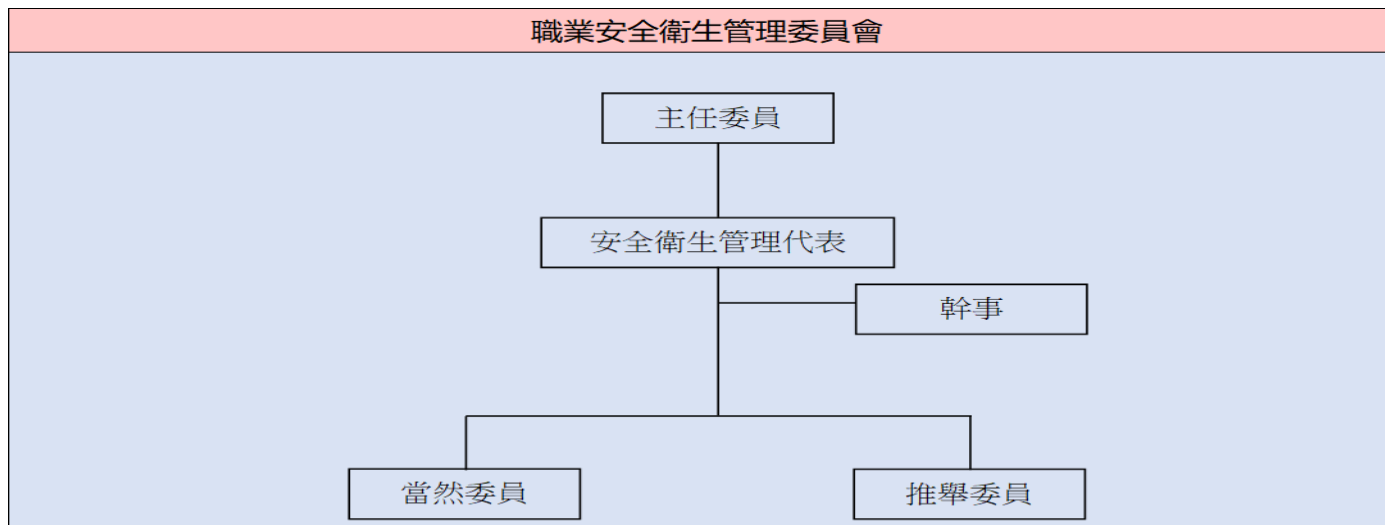 職業安全衛生管理委員會
主任委員
安全衛生管理代表
幹事
當然委員
推舉委員